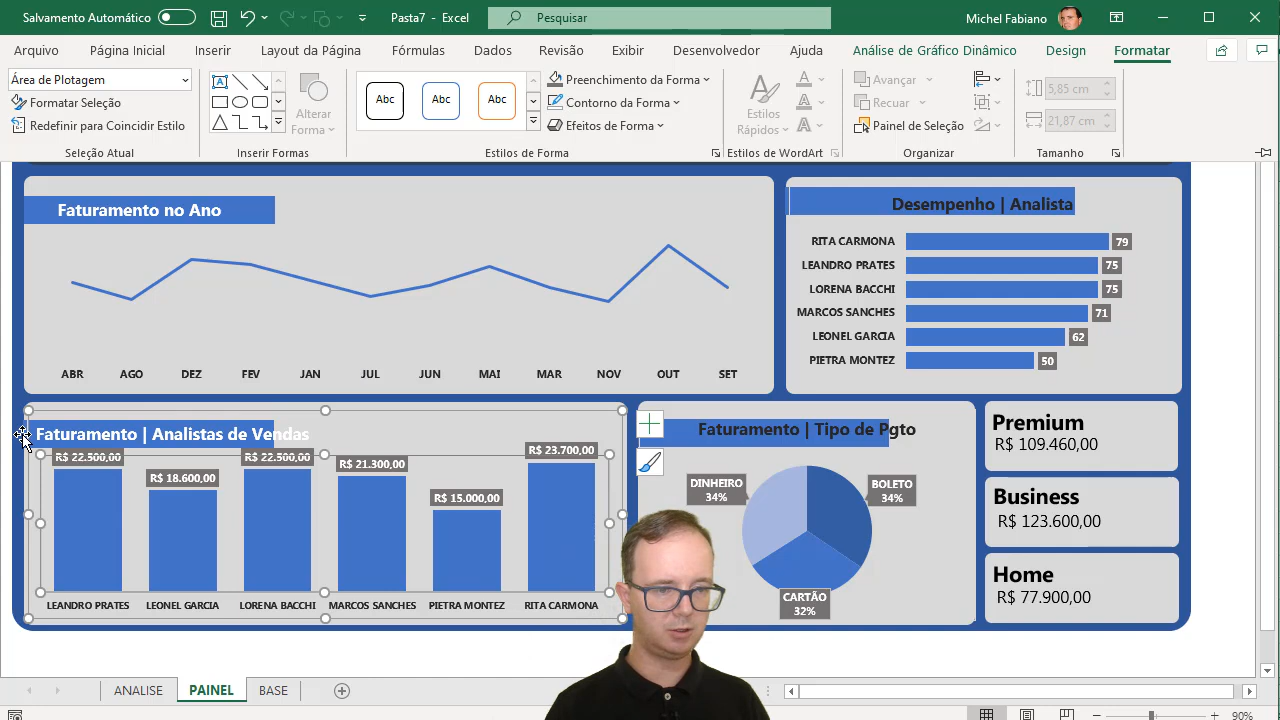 Salvamento Automático
Pasta7 - Excel
Pesquisar
Michel Fabiano
Arquivo Página Inicial Inserir Layout da Página Fórmulas Dados Revisão Exibir Desenvolvedor Ajuda Análise de Gráfico Dinâmico Design Formatar
Área de Plotagem
Formatar Seleção
Redefinir para Coincidir Estilo
Seleção Atual
Alterar
Forma
Inserir Formas
Abc Abc Abc
Preenchimento da Forma
Contorno da Forma
Efeitos de Forma
Estilos de Forma
Estilos
Rápidos
Estilos de WordArt
Avançar
Recuar
Painel de Seleção
Organizar
5,85 cm
21,87 cm
Tamanho
Faturamento no Ano
ABR AGO DEZ FEV JAN JUL JUN MAI MAR NOV OUT SET
Desempenho | Analista
RITA CARMONA 79
LEANDRO PRATES 75
LORENA BACCHI 75
MARCOS SANCHES 71
LEONEL GARCIA 62
PIETRA MONTEZ 50
Faturamento | Analistas de Vendas
R$ 22.500,00 R$ 18.600,00 R$ 22.500,00 R$ 21.300,00 R$ 15.000,00 R$ 23.700,00
LEANDRO PRATES LEONEL GARCIA LORENA BACCHI MARCOS SANCHES PIETRA MONTEZ RITA CARMONA
Faturamento | Tipo de Pgto
DINHEIRO
34%
BOLETO
34%
CARTÃO
32%
Premium
R$ 109.460,00
Business
R$ 123.600,00
Home
R$ 77.900,00
ANALISE PAINEL BASE
90%